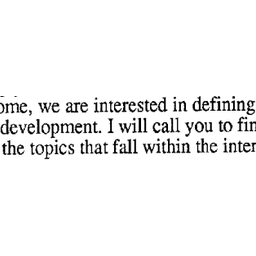 ome, we are interested in defining
development. I will call you to fin
the topics that fall within the inter